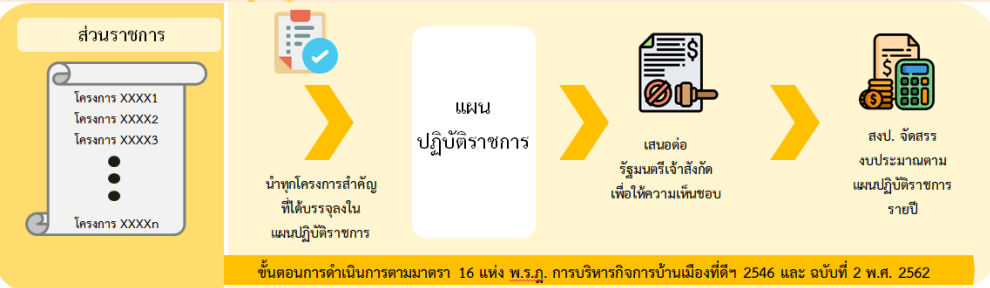 ส่วนราชการ
โครงการ XXXX1
โครงการ XXXX2
โครงการ XXXX3
โครงการ XXXXn
นำทุกโครงการสำคัญ
ที่ได้บรรจุลงใน
แผนปฏิบัติราชการ
แผน
ปฏิบัติราชการ
เสนอต่อ
รัฐมนตรีเจ้าสังกัด
เพื่อให้ความเห็นชอบ
สงป. จัดสรร
งบประมาณตาม
แผนปฏิบัติราชการ
รายปี
ขั้นตอนการดำเนินการตามมาตรา 16 แห่ง พ.ร.ฎ. การบริหารกิจการบ้านเมืองที่ดีฯ 2546 และ ฉบับที่ 2 พ.ศ. 2562